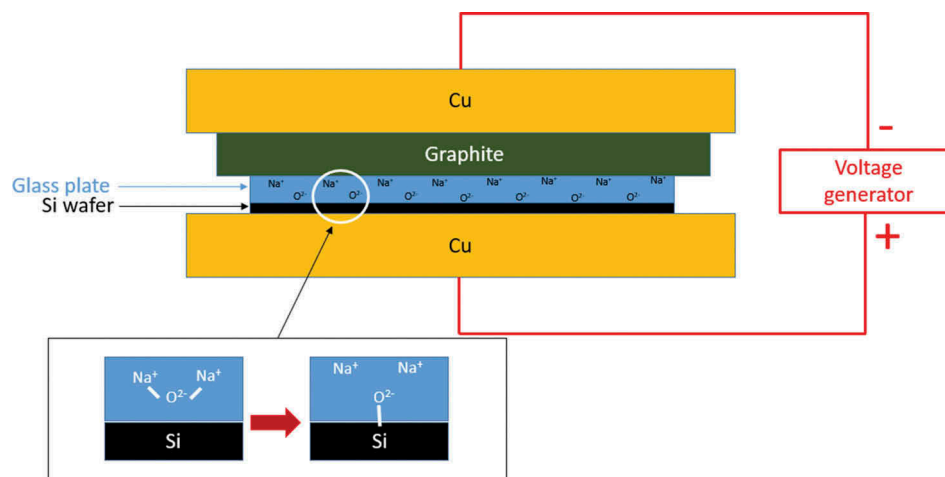 Cu
-
Graphite
Voltage
generator
Glass plate
Na⁺ Na⁺ Na⁺ Na⁺ Na⁺ Na⁺ Na⁺ Na⁺
O²⁻ O²⁻ O²⁻ O²⁻ O²⁻ O²⁻ O²⁻
Si wafer
+
Cu
Na⁺ Na⁺
O²⁻
Si
Na⁺ Na⁺
O²⁻
Si